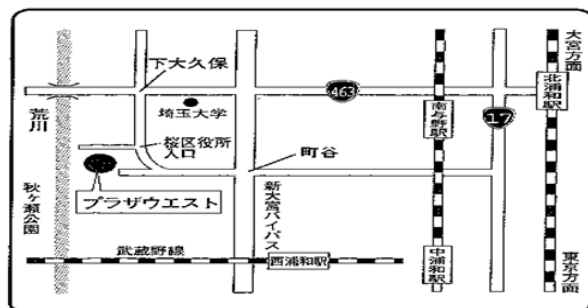 下大久保
463
大宮方面
北浦和駅
荒川
埼玉大学
南与野駅
17
桜区役所
入口
町谷
プラザウエスト
秋ヶ瀬公園
新大宮バイパス
武蔵野線
西浦和駅
中浦和駅
東京方面